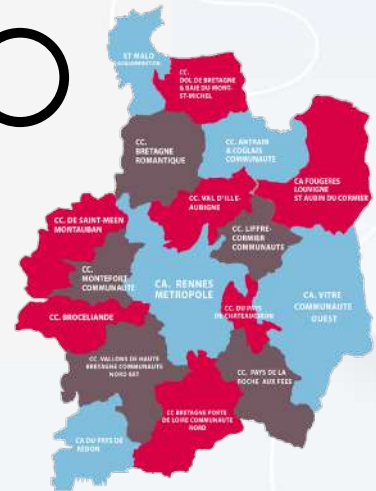 ST MALO
AGGLOMERATION
CC.
DOL DE BRETAGNE
& BAIE DU MONT-
ST-MICHEL
CC.
BRETAGNE
ROMANTIQUE
CC. ANTRAIN
& COGLAIS
COMMUNAUTE
CA FOUGERES
LOUVIGNE
ST AUBIN DU CORMIER
CC. VAL D'ILLE-
AUBIGNE
CC. DE SAINT-MEEN
MONTAUBAN
CC. LIFFRE-
CORMIER
COMMUNAUTE
CC.
MONTEFORT
COMMUNAUTE
CA. RENNES
METROPOLE
CA. VITRE
COMMUNAUTE
OUEST
CC. DU PAYS
DE CHATEAUGIRON
CC. BROCELIANDE
CC. VALLONS DE HAUTE
BRETAGNE COMMUNAUTE
NORD-BAT
CC. PAYS DE LA
ROCHE AUX FEES
CC BRETAGNE PORTE
DE LOIRE COMMUNAUTE
NORD
CA DU PAYS DE
REDON